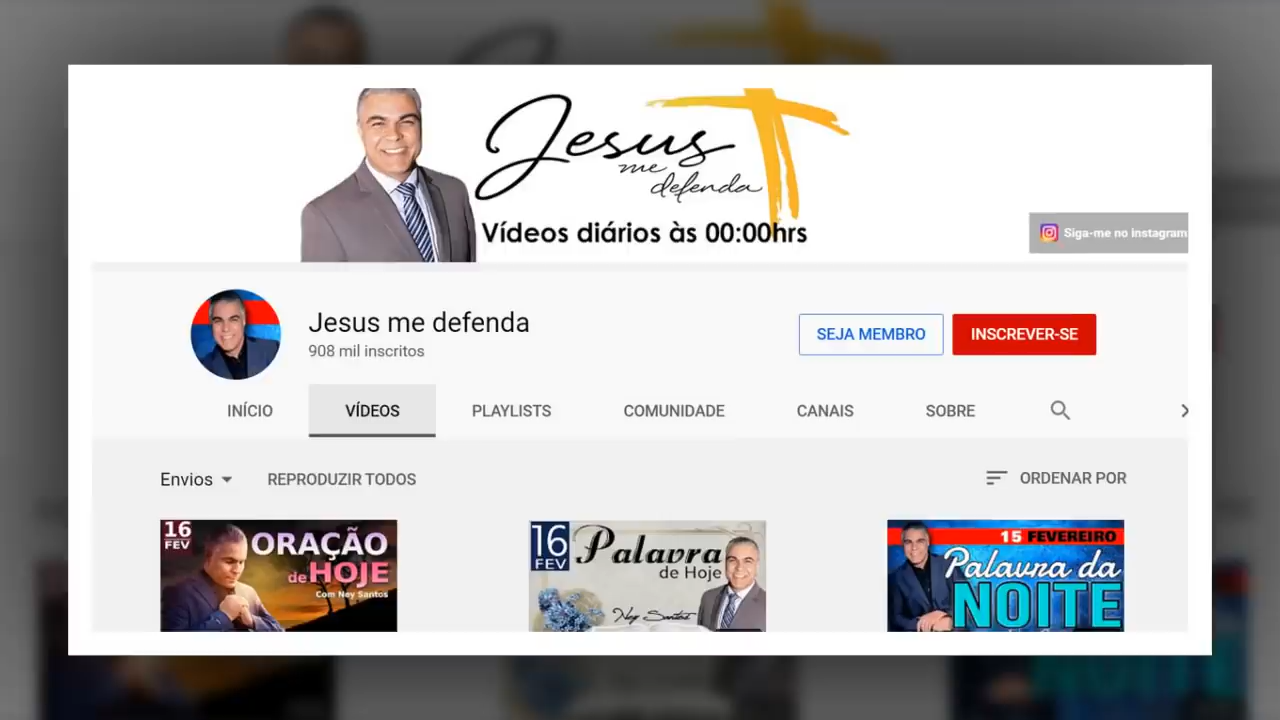 Jesus
me
defenda
Vídeos diários às 00:00hrs
Siga-me no instagram
Jesus me defenda
908 mil inscritos
SEJA MEMBRO
INSCREVER-SE
INÍCIO
VÍDEOS
PLAYLISTS
COMUNIDADE
CANAIS
SOBRE
Envios
REPRODUZIR TODOS
ORDENAR POR
16
FEV
ORAÇÃO
de HOJE
Com Ney Santos
16
FEV
Palavra
de Hoje
Ney Santos
15 FEVEREIRO
Palavra da
NOITE